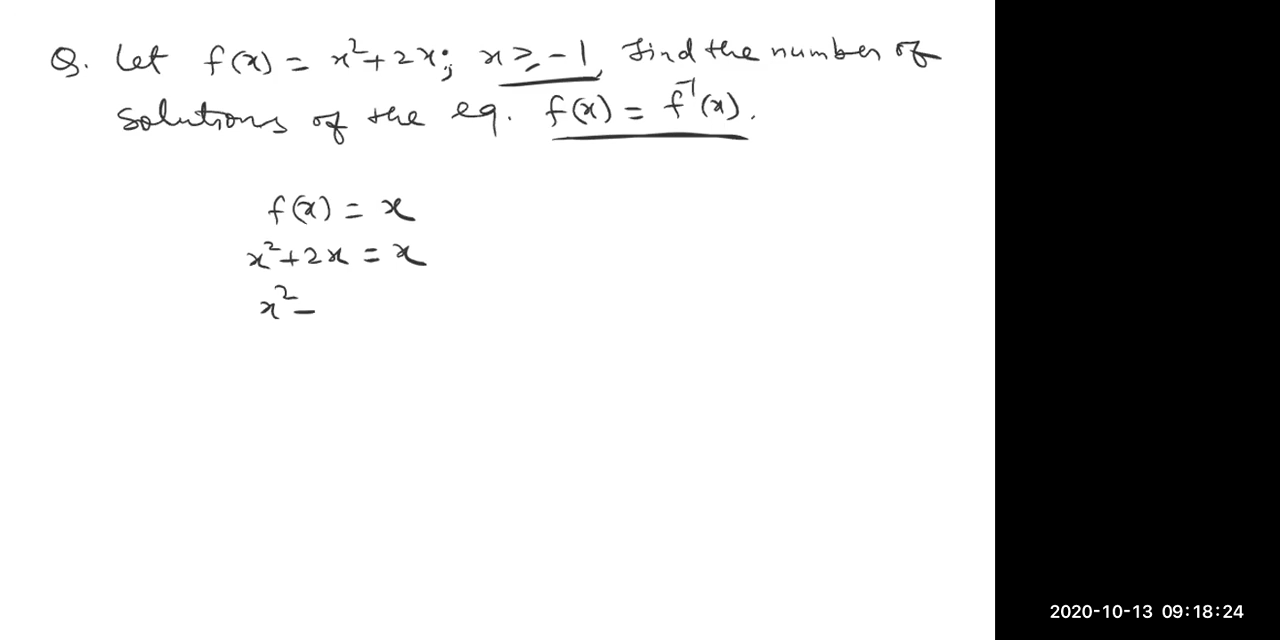 Q. Let f(x) = x²+2x; x ≥ -1, find the number of
solutions of the eq. f(x) = f⁻¹(x).
f(x) = x
x²+2x = x
x² -
2020-10-13 09:18:24